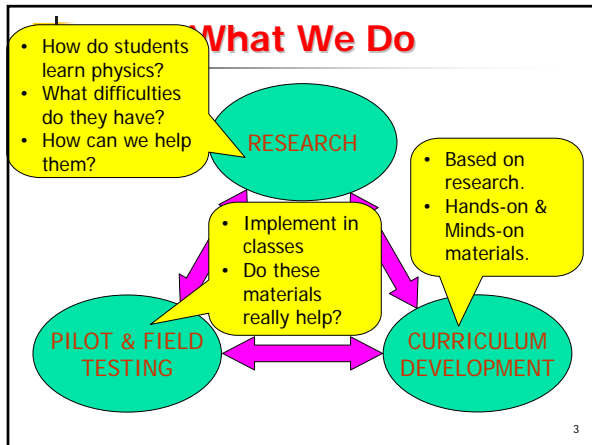 What We Do
• How do students
learn physics?
• What difficulties
do they have?
• How can we help
them?
RESEARCH
• Based on
research.
• Hands-on &
Minds-on
materials.
• Implement in
classes
• Do these
materials
really help?
PILOT & FIELD
TESTING
CURRICULUM
DEVELOPMENT
3